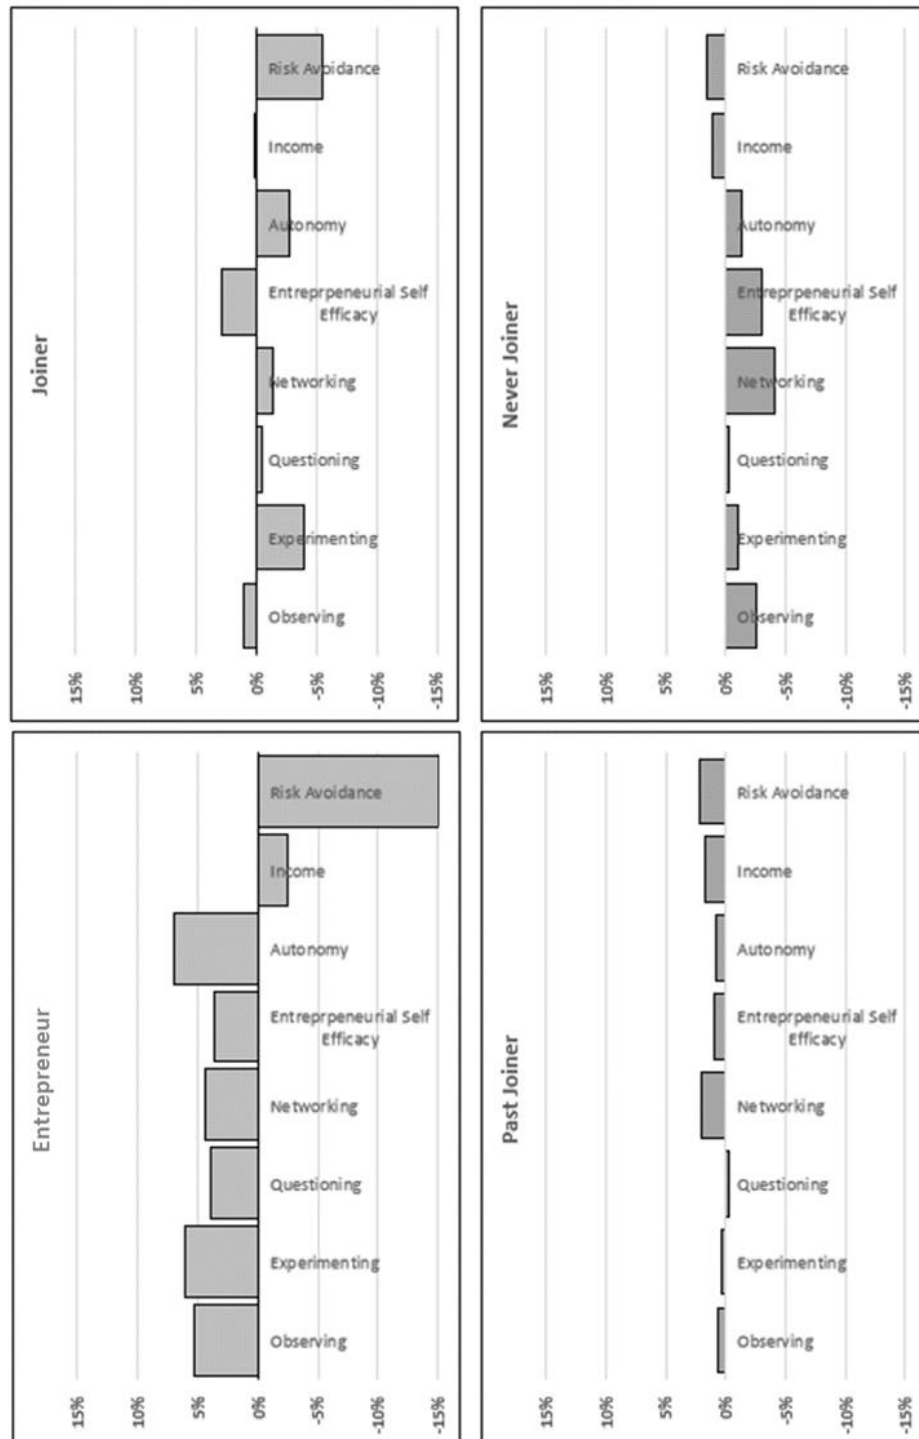 Entrepreneur
15%
10%
5%
0%
-5%
-10%
-15%
Observing
Experimenting
Questioning
Networking
Entreprpeneurial Self
Efficacy
Autonomy
Income
Risk Avoidance
Joiner
15%
10%
5%
0%
-5%
-10%
-15%
Observing
Experimenting
Questioning
Networking
Entreprpeneurial Self
Efficacy
Autonomy
Income
Risk Avoidance
Past Joiner
15%
10%
5%
0%
-5%
-10%
-15%
Observing
Experimenting
Questioning
Networking
Entreprpeneurial Self
Efficacy
Autonomy
Income
Risk Avoidance
Never Joiner
15%
10%
5%
0%
-5%
-10%
-15%
Observing
Experimenting
Questioning
Networking
Entreprpeneurial Self
Efficacy
Autonomy
Income
Risk Avoidance